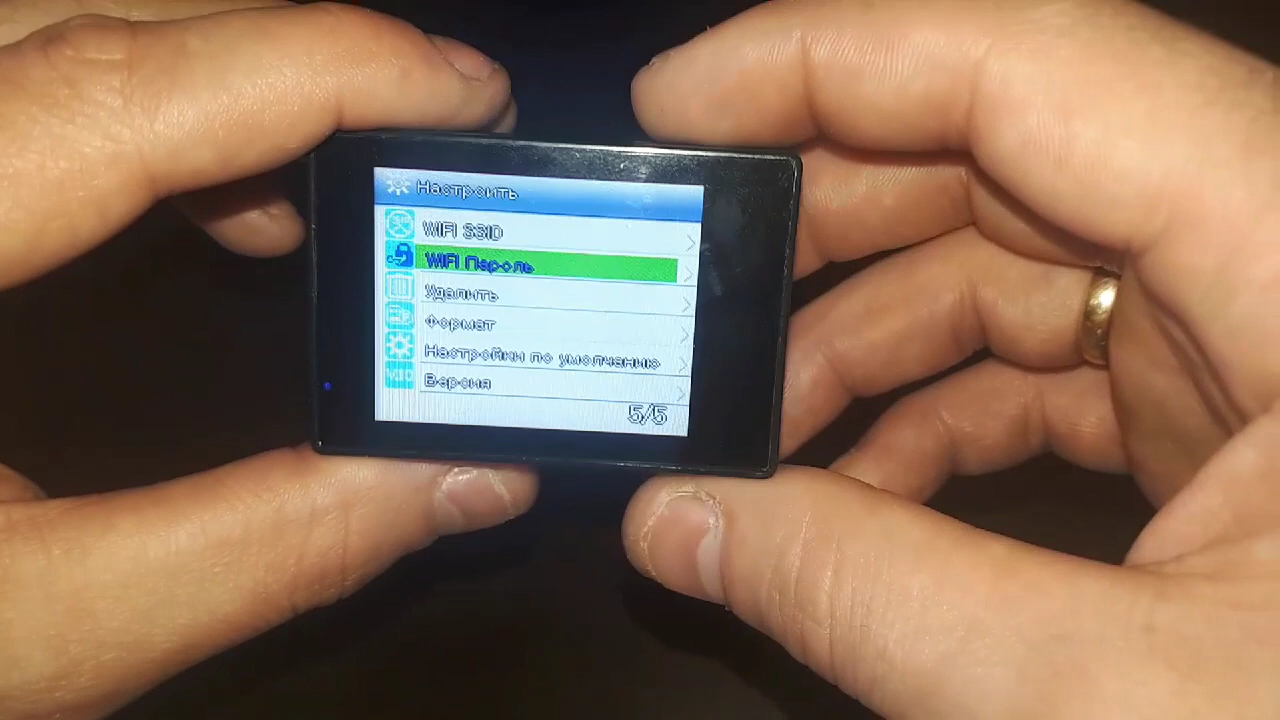 Настроить
WIFI SSID
WIFI Пароль
Удалить
Формат
Настройки по умолчанию
Версия
5/5